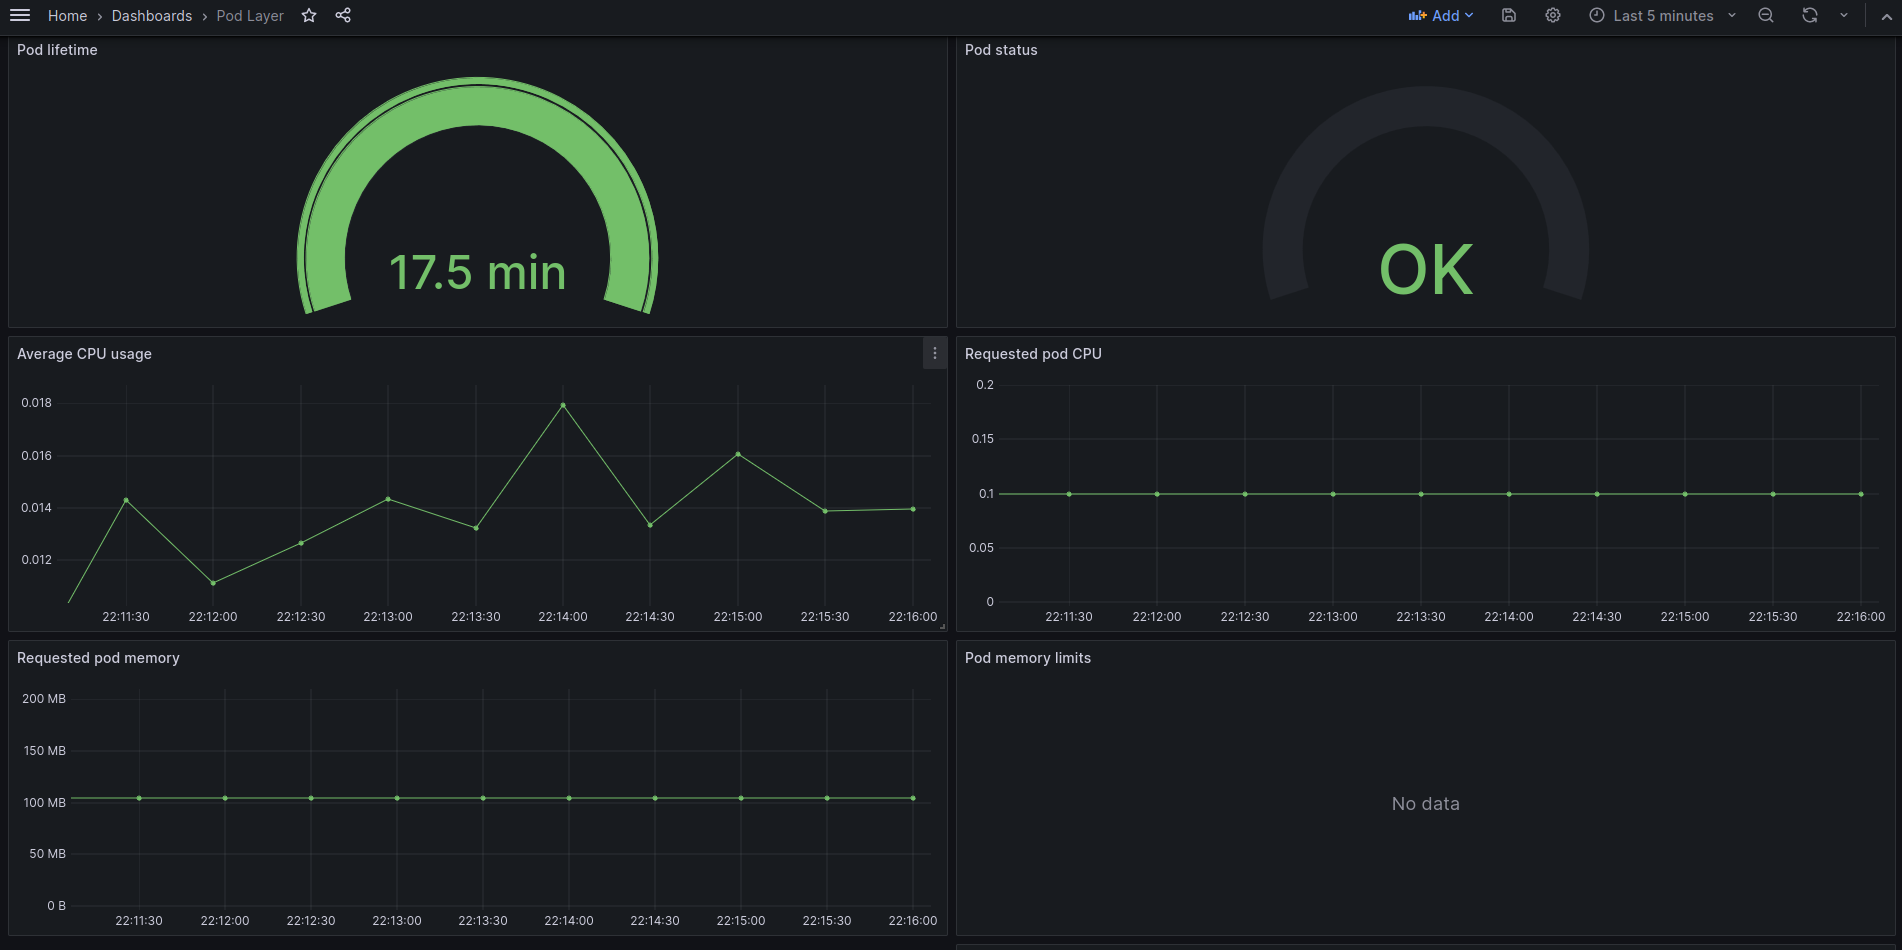 Home › Dashboards › Pod Layer
Add
Last 5 minutes
Pod lifetime
17.5 min
Pod status
OK
Average CPU usage
0.018
0.016
0.014
0.012
22:11:30 22:12:00 22:12:30 22:13:00 22:13:30 22:14:00 22:14:30 22:15:00 22:15:30 22:16:00
Requested pod CPU
0.2
0.15
0.1
0.05
0
22:11:30 22:12:00 22:12:30 22:13:00 22:13:30 22:14:00 22:14:30 22:15:00 22:15:30 22:16:00
Requested pod memory
200 MB
150 MB
100 MB
50 MB
0 B
22:11:30 22:12:00 22:12:30 22:13:00 22:13:30 22:14:00 22:14:30 22:15:00 22:15:30 22:16:00
Pod memory limits
No data